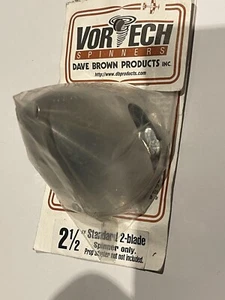 VORTECH
SPINNERS
DAVE BROWN PRODUCTS INC.
http://www.dbproducts.com
2 1/2" Standard 2-blade
Spinner only.
Prop adapter not included.